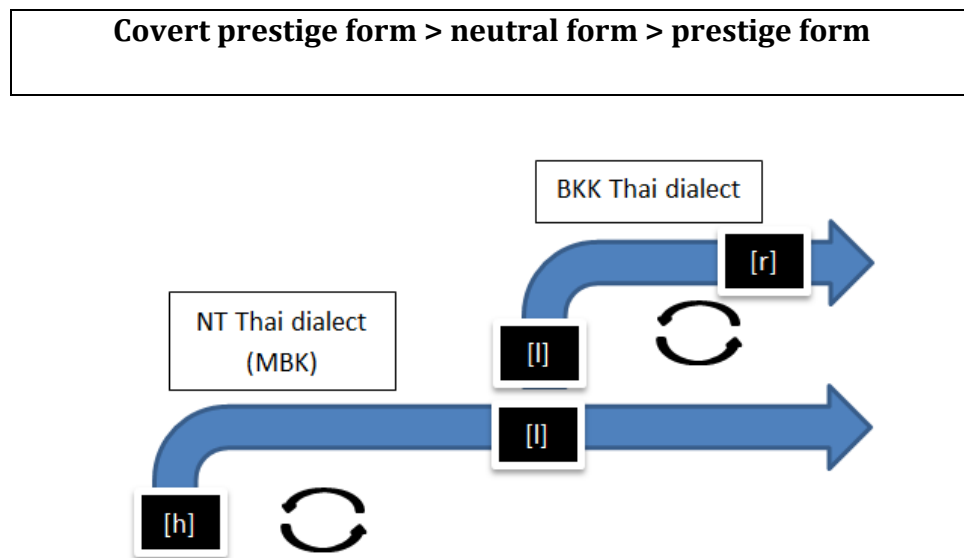 Covert prestige form > neutral form > prestige form
BKK Thai dialect
[r]
NT Thai dialect
(MBK)
[l]
[l]
[h]